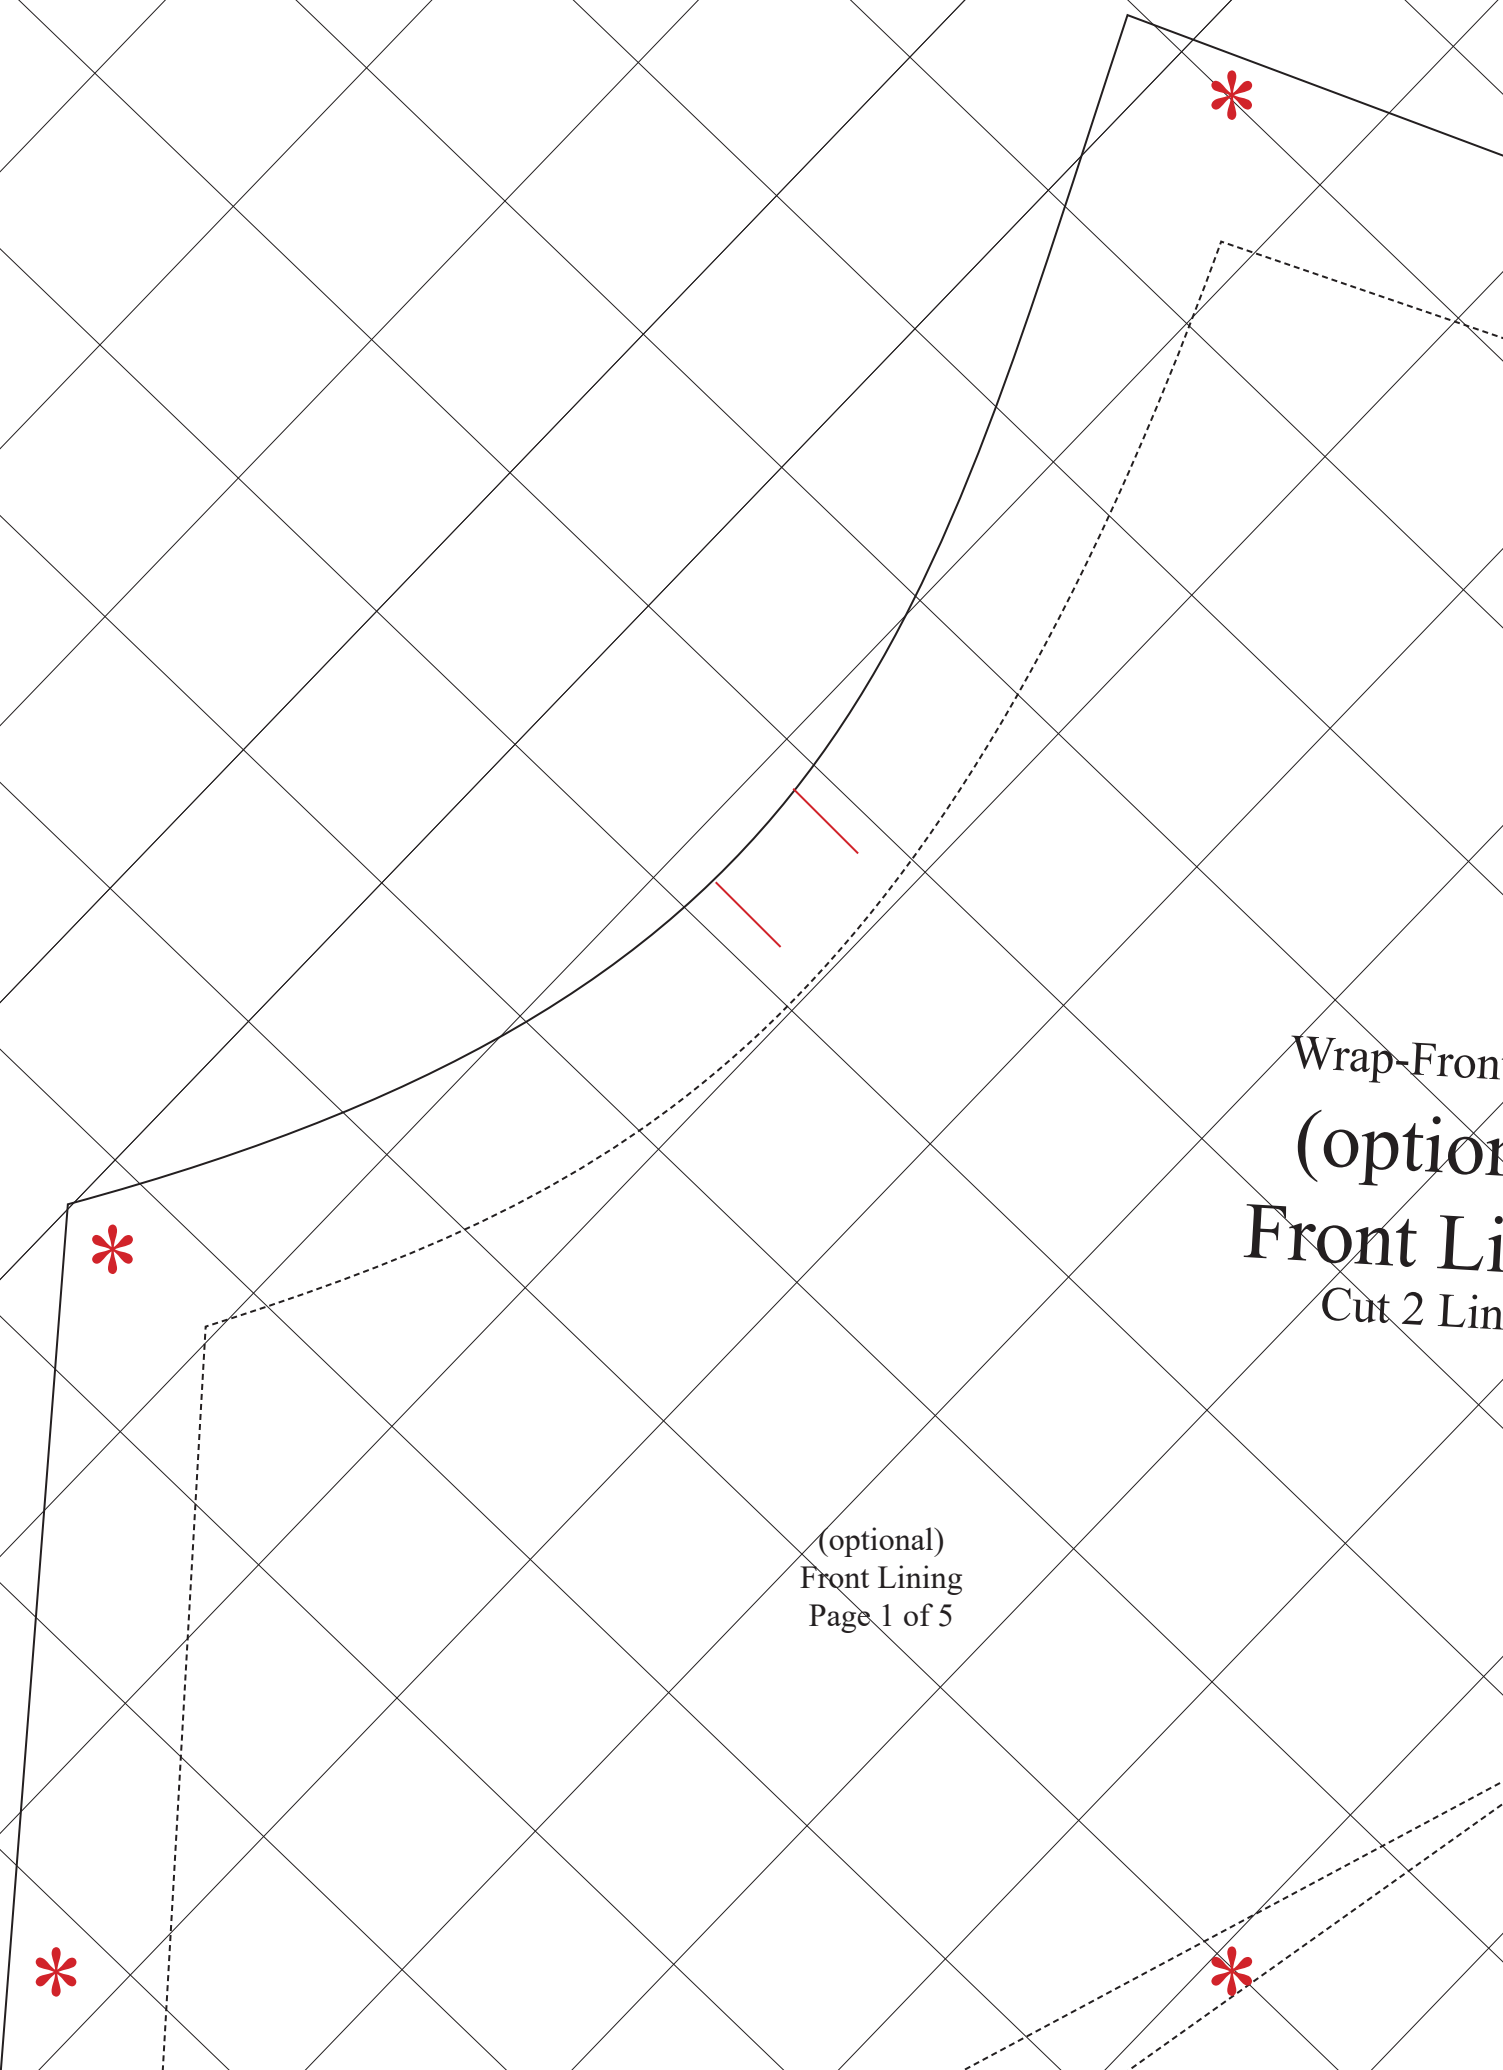 Wrap-Fron
(option
Front Li
Cut 2 Lin
(optional)
Front Lining
Page 1 of 5